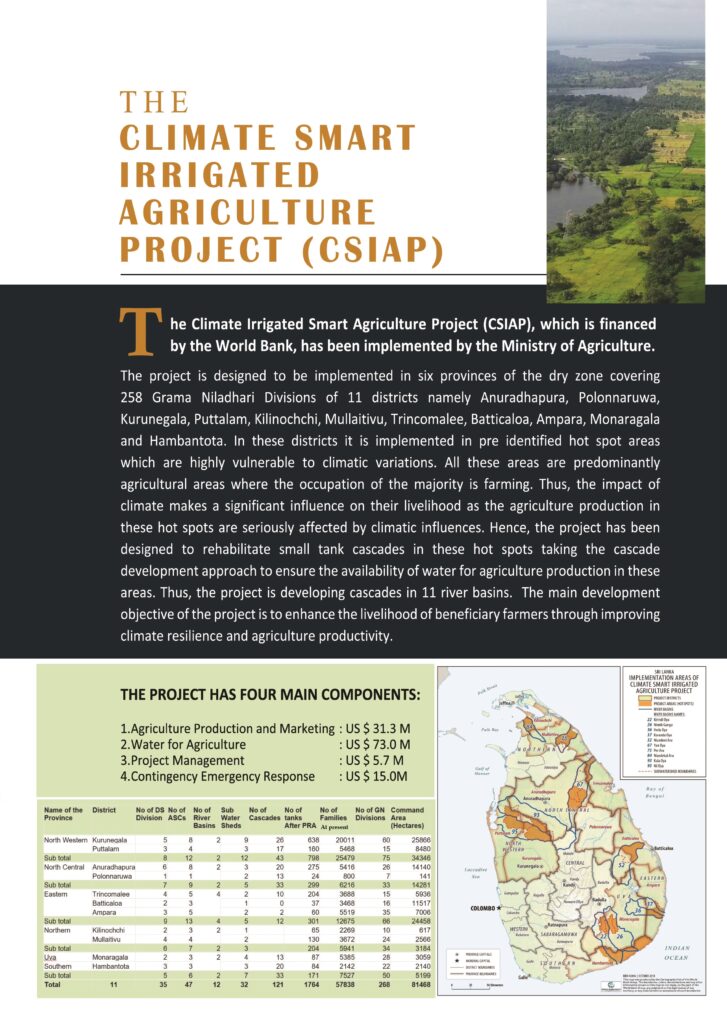 THE
CLIMATE SMART
IRRIGATED
AGRICULTURE
PROJECT (CSIAP)
The Climate Irrigated Smart Agriculture Project (CSIAP), which is financed
by the World Bank, has been implemented by the Ministry of Agriculture.
The project is designed to be implemented in six provinces of the dry zone covering
258 Grama Niladhari Divisions of 11 districts namely Anuradhapura, Polonnaruwa,
Kurunegala, Puttalam, Kilinochchi, Mullaitivu, Trincomalee, Batticaloa, Ampara, Monaragala
and Hambantota. In these districts it is implemented in pre identified hot spot areas
which are highly vulnerable to climatic variations. All these areas are predominantly
agricultural areas where the occupation of the majority is farming. Thus, the impact of
climate makes a significant influence on their livelihood as the agriculture production in
these hot spots are seriously affected by climatic influences. Hence, the project has been
designed to rehabilitate small tank cascades in these hot spots taking the cascade
development approach to ensure the availability of water for agriculture production in these
areas. Thus, the project is developing cascades in 11 river basins. The main development
objective of the project is to enhance the livelihood of beneficiary farmers through improving
climate resilience and agriculture productivity.
THE PROJECT HAS FOUR MAIN COMPONENTS:
1.Agriculture Production and Marketing : US $ 31.3 M
2.Water for Agriculture : US $ 73.0 M
3.Project Management : US $ 5.7 M
4.Contingency Emergency Response : US $ 15.0M
Name of the District No of DS No of No of Sub No of No of No of No of GN Command
Province Division ASCs River Water Cascades tanks Families Divisions Area
Basins Sheds After PRA At present (Hectares)
North Western Kurunegala 5 8 2 9 26 638 20011 60 25866
Puttalam 3 4 3 17 160 5468 15 8480
Sub total 8 12 2 12 43 798 25479 75 34346
North Central Anuradhapura 6 8 2 3 20 275 5416 26 14140
Polonnaruwa 1 1 2 13 24 800 7 141
Sub total 7 9 2 5 33 299 6216 33 14281
Eastern Trincomalee 4 5 4 2 10 204 3688 15 5936
Batticaloa 2 3 1 0 37 3468 16 11517
Ampara 3 5 2 2 60 5519 35 7006
Sub total 9 13 4 5 12 301 12675 66 24458
Northern Kilinochchi 2 3 2 1 65 2269 10 617
Mullaitivu 4 4 2 130 3672 24 2566
Sub total 6 7 2 3 204 5941 34 3184
Uva Monaragala 2 3 2 4 13 87 5385 28 3059
Southern Hambantota 3 3 3 20 84 2142 22 2140
Sub total 5 6 2 7 33 171 7527 50 5199
Total 11 35 47 12 32 121 1764 57838 268 81468
SRI LANKA
IMPLEMENTATION AREAS OF
CLIMATE SMART IRRIGATED
AGRICULTURE PROJECT
PROJECT DISTRICTS
PROJECT AREAS (HOTSPOTS)
RIVER BASINS
Palk Strait
Jaffna
Kilinochchi
NORTHERN
Gulf of
Mannar
Bay of
Bengal
Anuradhapura
NORTH CENTRAL
Polonnaruwa
Puttalam
NORTH
WESTERN
Kurunegala
Batticaloa
EASTERN
Ampara
CENTRAL
Kandy
Laccadive
Sea
COLOMBO
WESTERN
Ratnapura
SABARAGAMUWA
Badulla
UVA
Monaragala
SOUTHERN
Hambantota
Galle
INDIAN
OCEAN